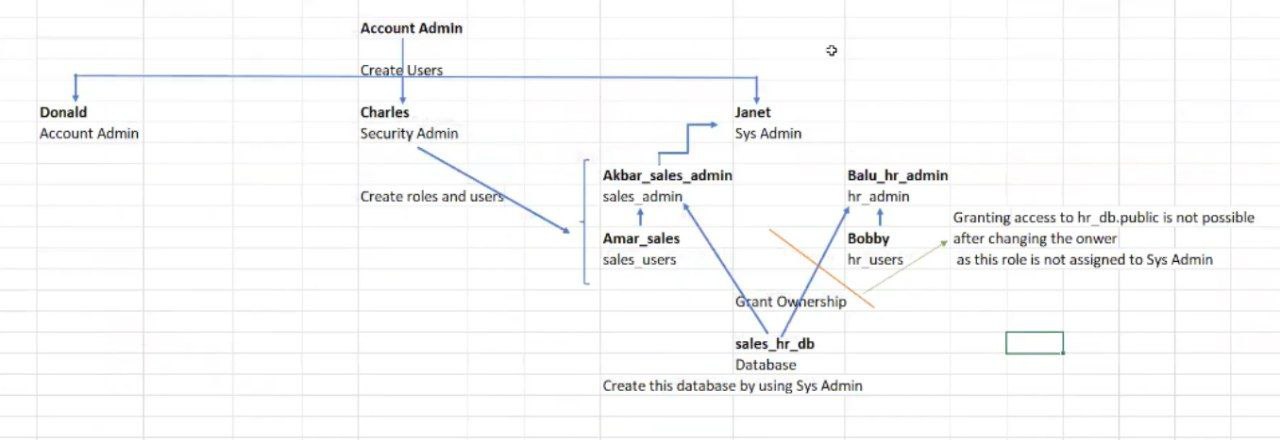 Account Admin
Create Users
Donald
Account Admin
Charles
Security Admin
Janet
Sys Admin
Create roles and users
Akbar_sales_admin
sales_admin
Amar_sales
sales_users
Balu_hr_admin
hr_admin
Bobby
hr_users
Granting access to hr_db.public is not possible
after changing the onwer
as this role is not assigned to Sys Admin
Grant Ownership
sales_hr_db
Database
Create this database by using Sys Admin